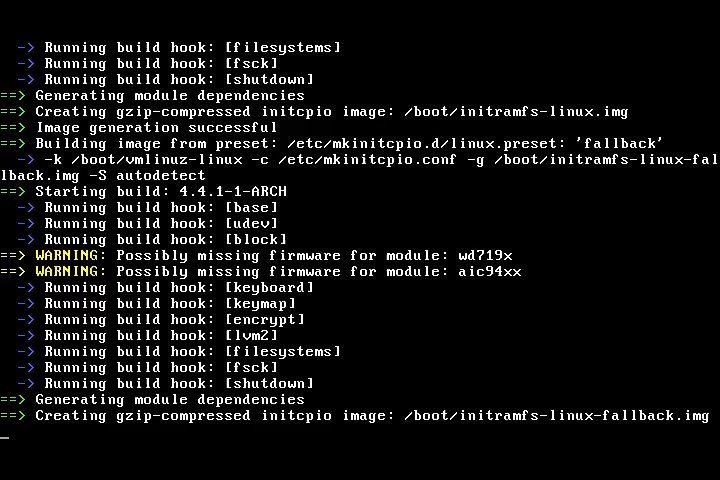 -> Running build hook: [filesystems]
-> Running build hook: [fsck]
-> Running build hook: [shutdown]
==> Generating module dependencies
==> Creating gzip-compressed initcpio image: /boot/initramfs-linux.img
==> Image generation successful
==> Building image from preset: /etc/mkinitcpio.d/linux.preset: 'fallback'
-> -k /boot/vmlinuz-linux -c /etc/mkinitcpio.conf -g /boot/initramfs-linux-fal
lback.img -S autodetect
==> Starting build: 4.4.1-1-ARCH
-> Running build hook: [base]
-> Running build hook: [udev]
-> Running build hook: [block]
==> WARNING: Possibly missing firmware for module: wd719x
==> WARNING: Possibly missing firmware for module: aic94xx
-> Running build hook: [keyboard]
-> Running build hook: [keymap]
-> Running build hook: [encrypt]
-> Running build hook: [lvm2]
-> Running build hook: [filesystems]
-> Running build hook: [fsck]
-> Running build hook: [shutdown]
==> Generating module dependencies
==> Creating gzip-compressed initcpio image: /boot/initramfs-linux-fallback.img